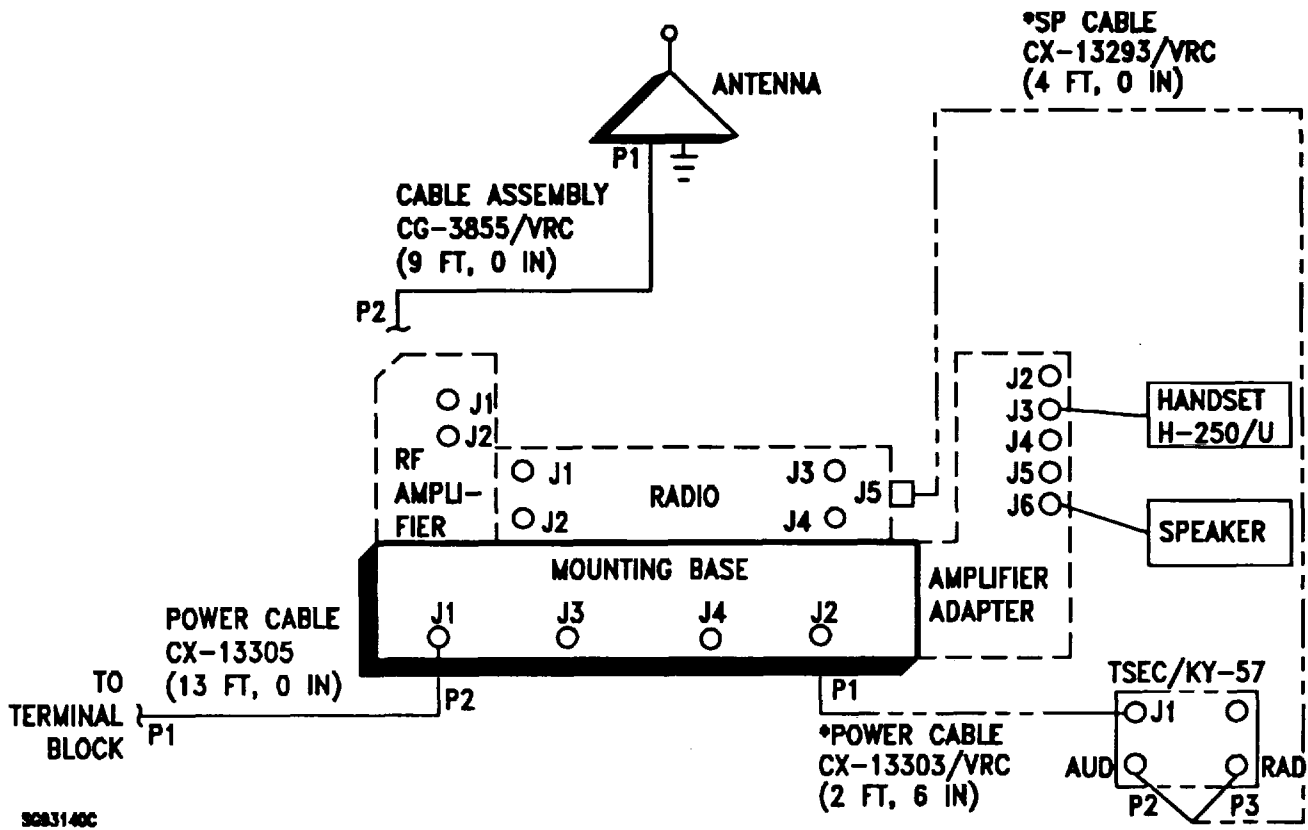 *SP CABLE
CX-13293/VRC
(4 FT, 0 IN)
ANTENNA
P1
CABLE ASSEMBLY
CG-3855/VRC
(9 FT, 0 IN)
P2
J1
J2
RF
AMPLI-
FIER
J1
J2
RADIO
J3
J4
J5
J2
J3
J4
J5
J6
HANDSET
H-250/U
SPEAKER
MOUNTING BASE
J1
J3
J4
J2
AMPLIFIER
ADAPTER
POWER CABLE
CX-13305
(13 FT, 0 IN)
TO
TERMINAL
BLOCK
P1
P2
P1
*POWER CABLE
CX-13303/VRC
(2 FT, 6 IN)
TSEC/KY-57
J1
AUD
RAD
P2
P3